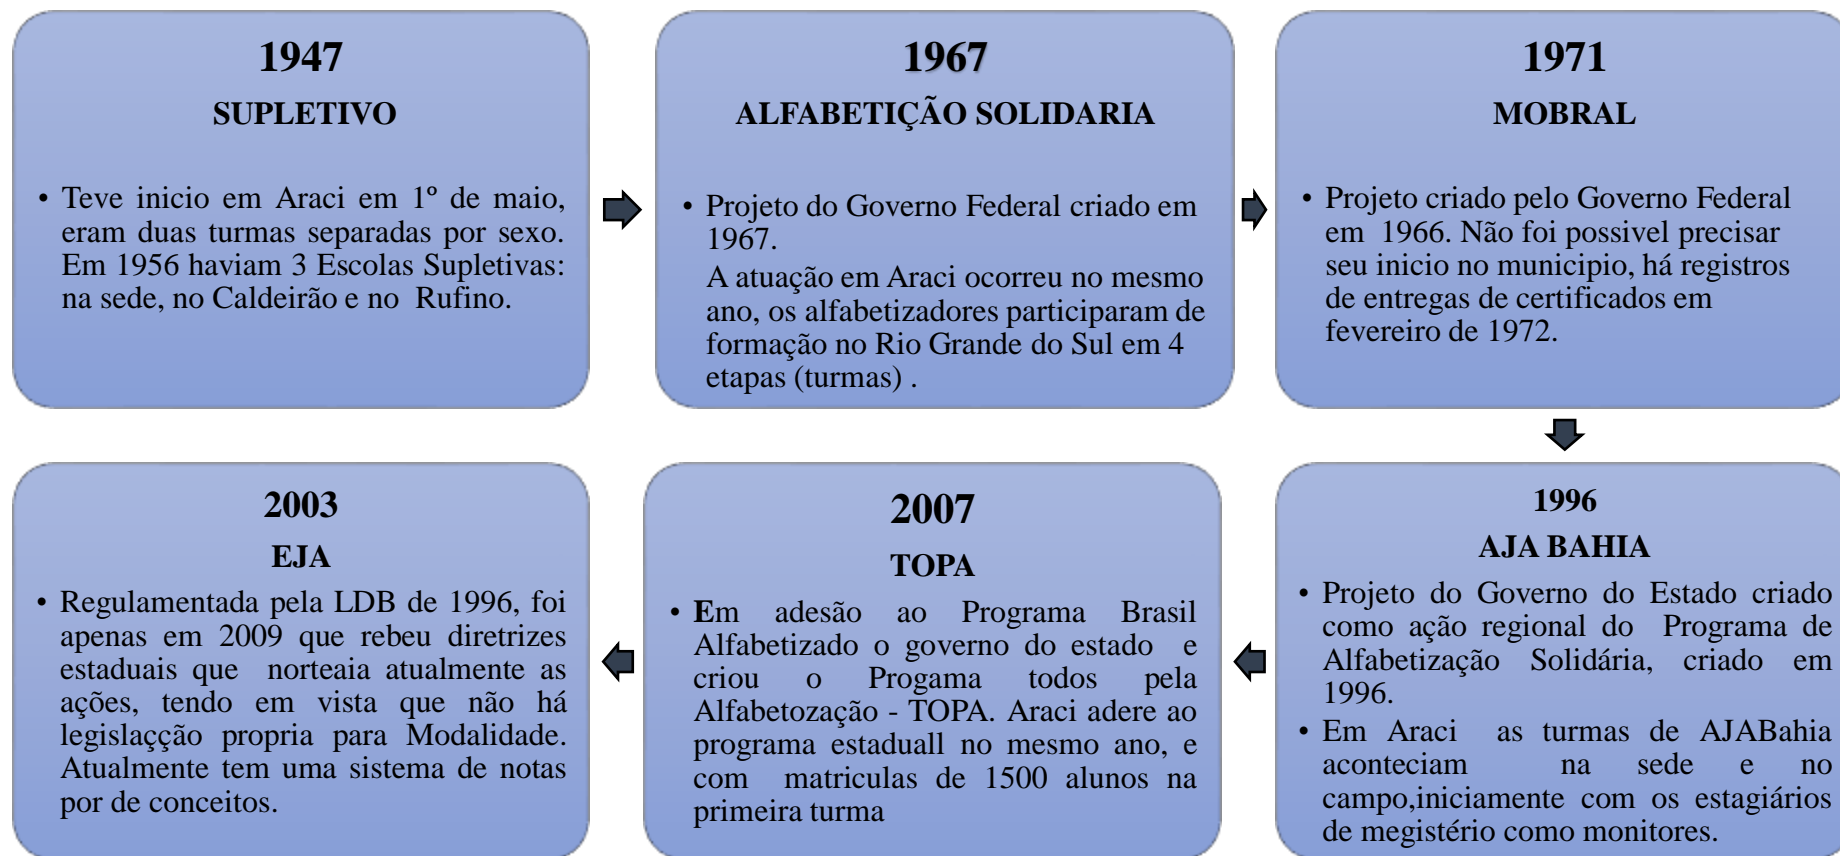 1947
SUPLETIVO
• Teve inicio em Araci em 1º de maio,
eram duas turmas separadas por sexo.
Em 1956 haviam 3 Escolas Supletivas:
na sede, no Caldeirão e no Rufino.
1967
ALFABETIÇÃO SOLIDARIA
• Projeto do Governo Federal criado em
1967.
A atuação em Araci ocorreu no mesmo
ano, os alfabetizadores participaram de
formação no Rio Grande do Sul em 4
etapas (turmas) .
1971
MOBRAL
• Projeto criado pelo Governo Federal
em 1966. Não foi possivel precisar
seu inicio no municipio, há registros
de entregas de certificados em
fevereiro de 1972.
1996
AJA BAHIA
• Projeto do Governo do Estado criado
como ação regional do Programa de
Alfabetização Solidária, criado em
1996.
• Em Araci as turmas de AJABahia
aconteciam na sede e no
campo,iniciamente com os estagiários
de megistério como monitores.
2007
TOPA
• Em adesão ao Programa Brasil
Alfabetizado o governo do estado e
criou o Progama todos pela
Alfabetozação - TOPA. Araci adere ao
programa estaduall no mesmo ano, e
com matriculas de 1500 alunos na
primeira turma
2003
EJA
• Regulamentada pela LDB de 1996, foi
apenas em 2009 que rebeu diretrizes
estaduais que norteaia atualmente as
ações, tendo em vista que não há
legislaçção propria para Modalidade.
Atualmente tem uma sistema de notas
por de conceitos.